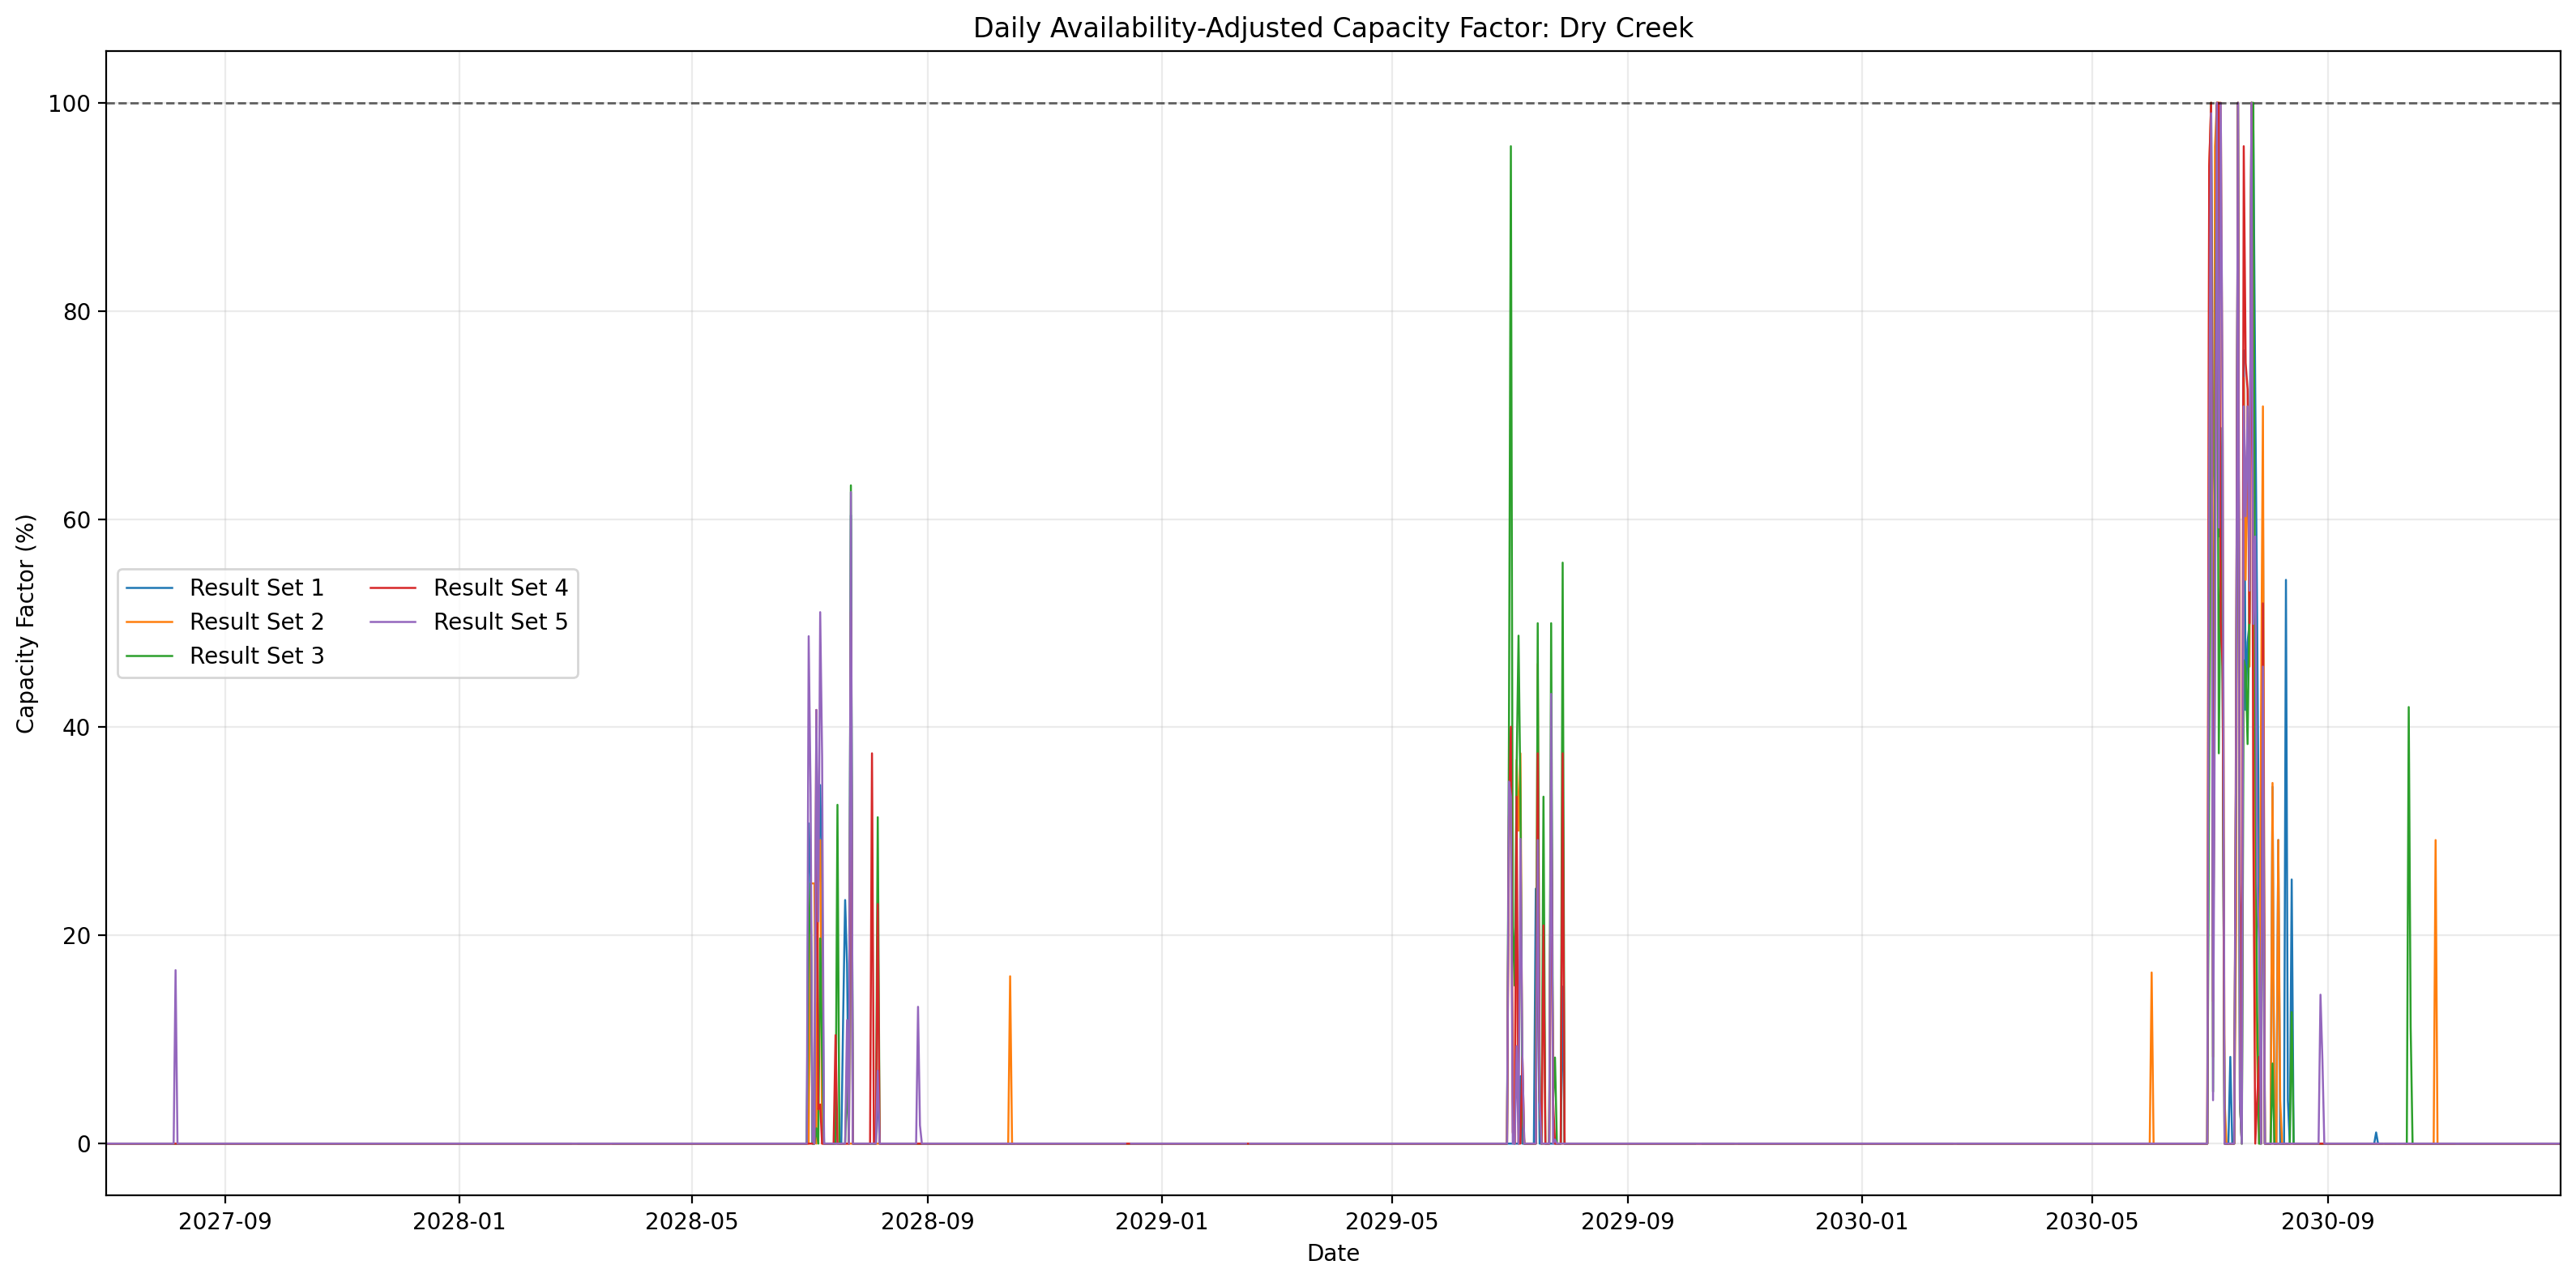 Daily Availability-Adjusted Capacity Factor: Dry Creek
Capacity Factor (%)
100
80
60
40
20
0
Result Set 1
Result Set 2
Result Set 3
Result Set 4
Result Set 5
2027-09
2028-01
2028-05
2028-09
2029-01
2029-05
2029-09
2030-01
2030-05
2030-09
Date